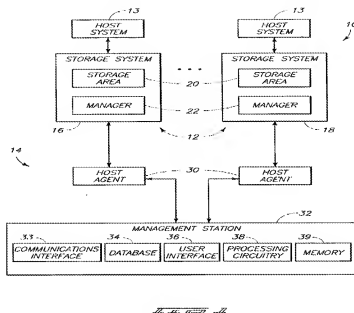 13
13
10
HOST SYSTEM
HOST SYSTEM
STORAGE SYSTEM
STORAGE SYSTEM
STORAGE AREA
20
STORAGE AREA
MANAGER
22
MANAGER
16
12
18
14
HOST AGENT
30
HOST AGENT
32
MANAGEMENT STATION
33
34
36
38
39
COMMUNICATIONS INTERFACE
DATABASE
USER INTERFACE
PROCESSING CIRCUITRY
MEMORY